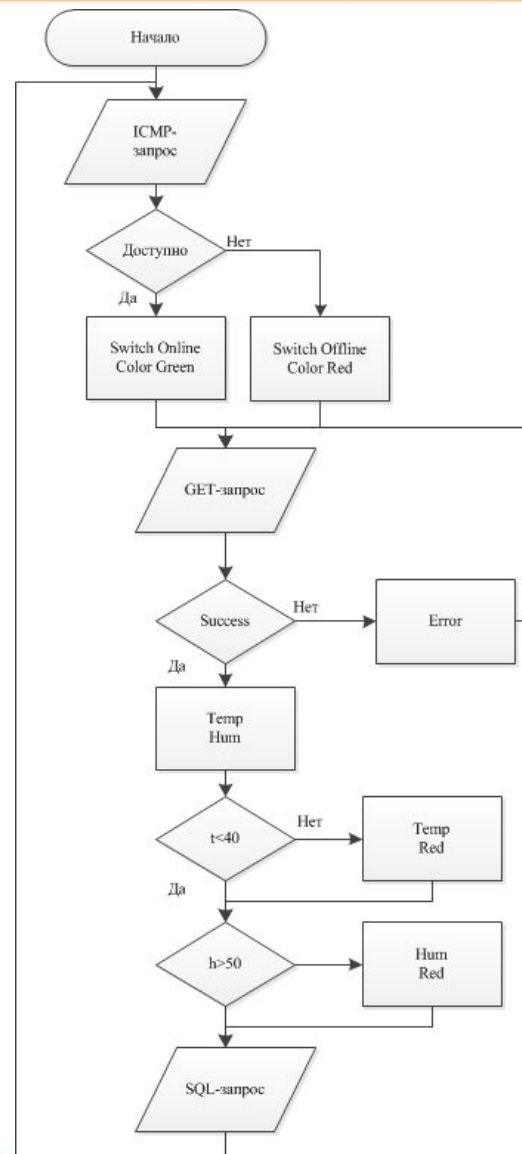 Начало
ICMP-
запрос
Доступно
Нет
Да
Switch Online
Color Green
Switch Offline
Color Red
GET-запрос
Success
Нет
Error
Да
Temp
Hum
t<40
Нет
Temp
Red
Да
h>50
Hum
Red
SQL-запрос